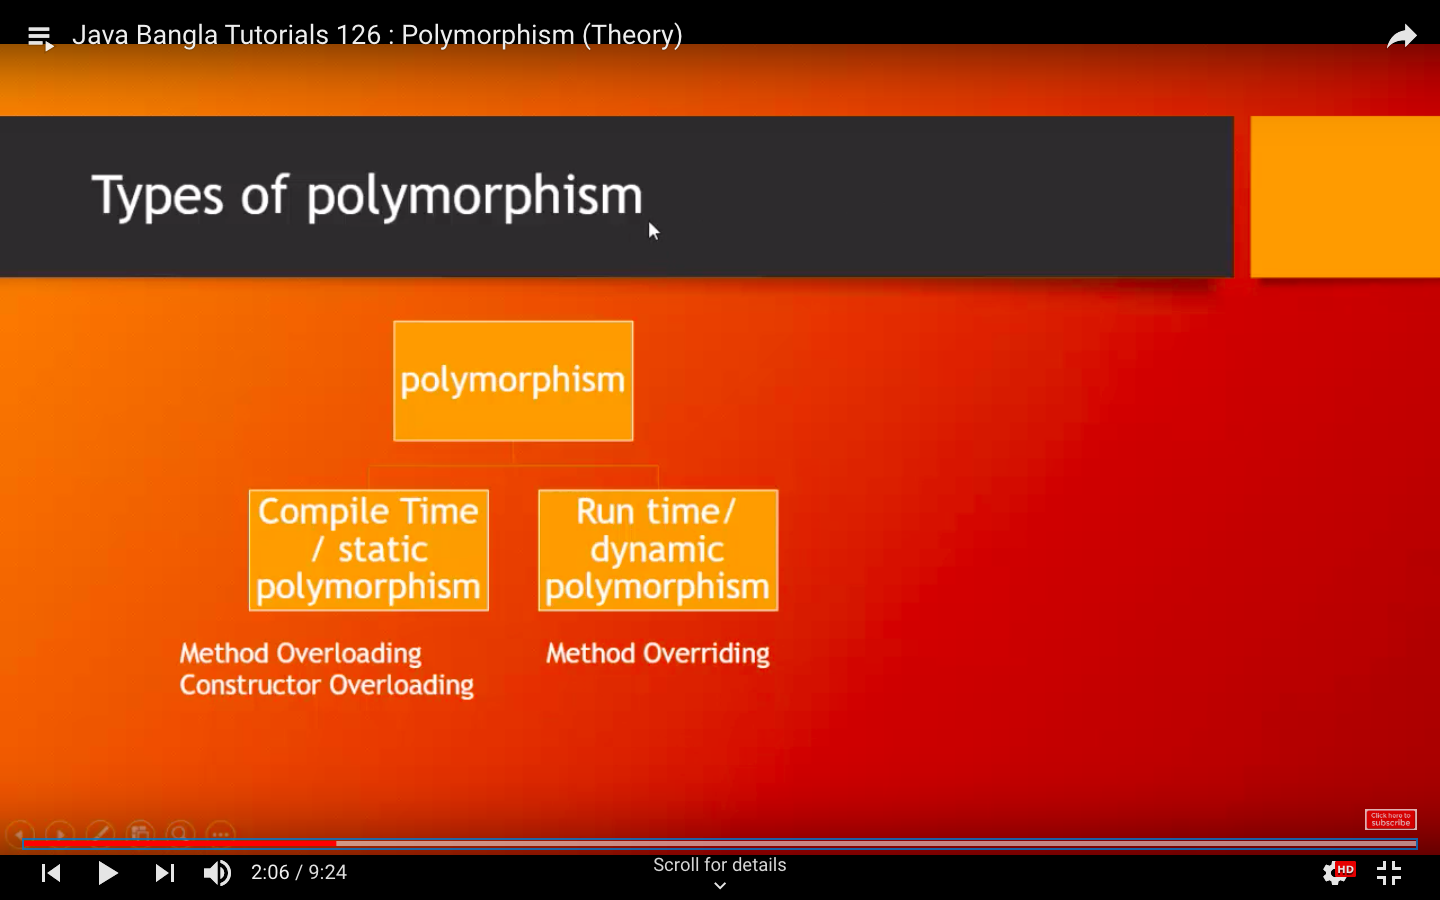 Java Bangla Tutorials 126 : Polymorphism (Theory)
Types of polymorphism
polymorphism
Compile Time
/ static
polymorphism
Run time/
dynamic
polymorphism
Method Overloading
Constructor Overloading
Method Overriding
Click here to
subscribe
2:06 / 9:24
Scroll for details
HD